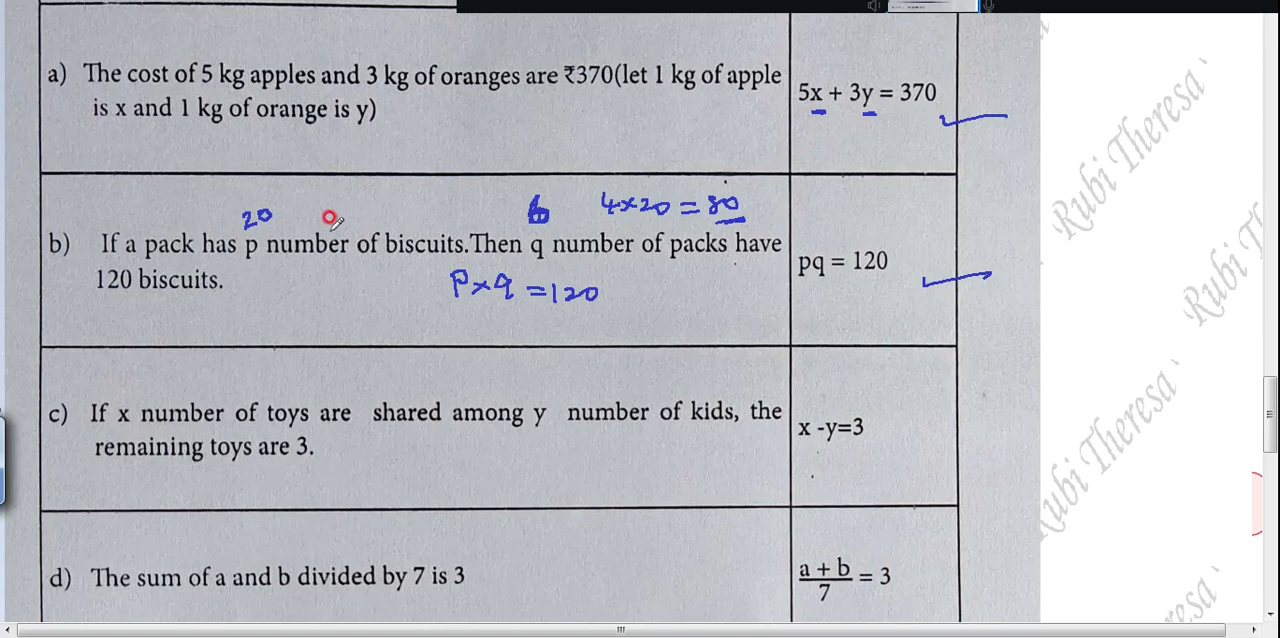 a) The cost of 5 kg apples and 3 kg of oranges are ₹370(let 1 kg of apple
is x and 1 kg of orange is y)
5x + 3y = 370
20
6 4×20 = 80
b) If a pack has p number of biscuits.Then q number of packs have
120 biscuits.
p×q = 120
pq = 120
c) If x number of toys are shared among y number of kids, the
remaining toys are 3.
x -y=3
d) The sum of a and b divided by 7 is 3
a + b
7
= 3
Rubi Theresa
Rubi T
Rubi Theresa
esa